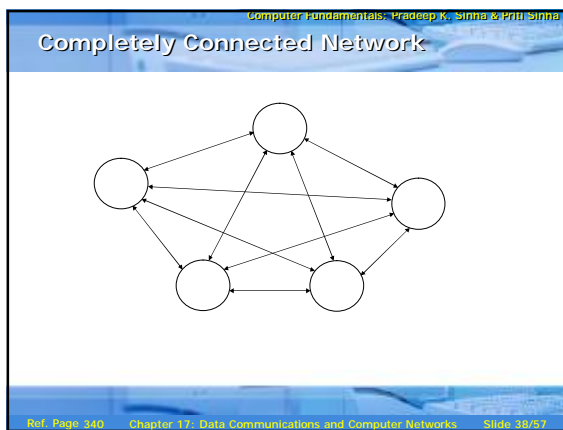 Computer Fundamentals: Pradeep K. Sinha & Priti Sinha
Completely Connected Network
Ref. Page 340 Chapter 17: Data Communications and Computer Networks Slide 38/57